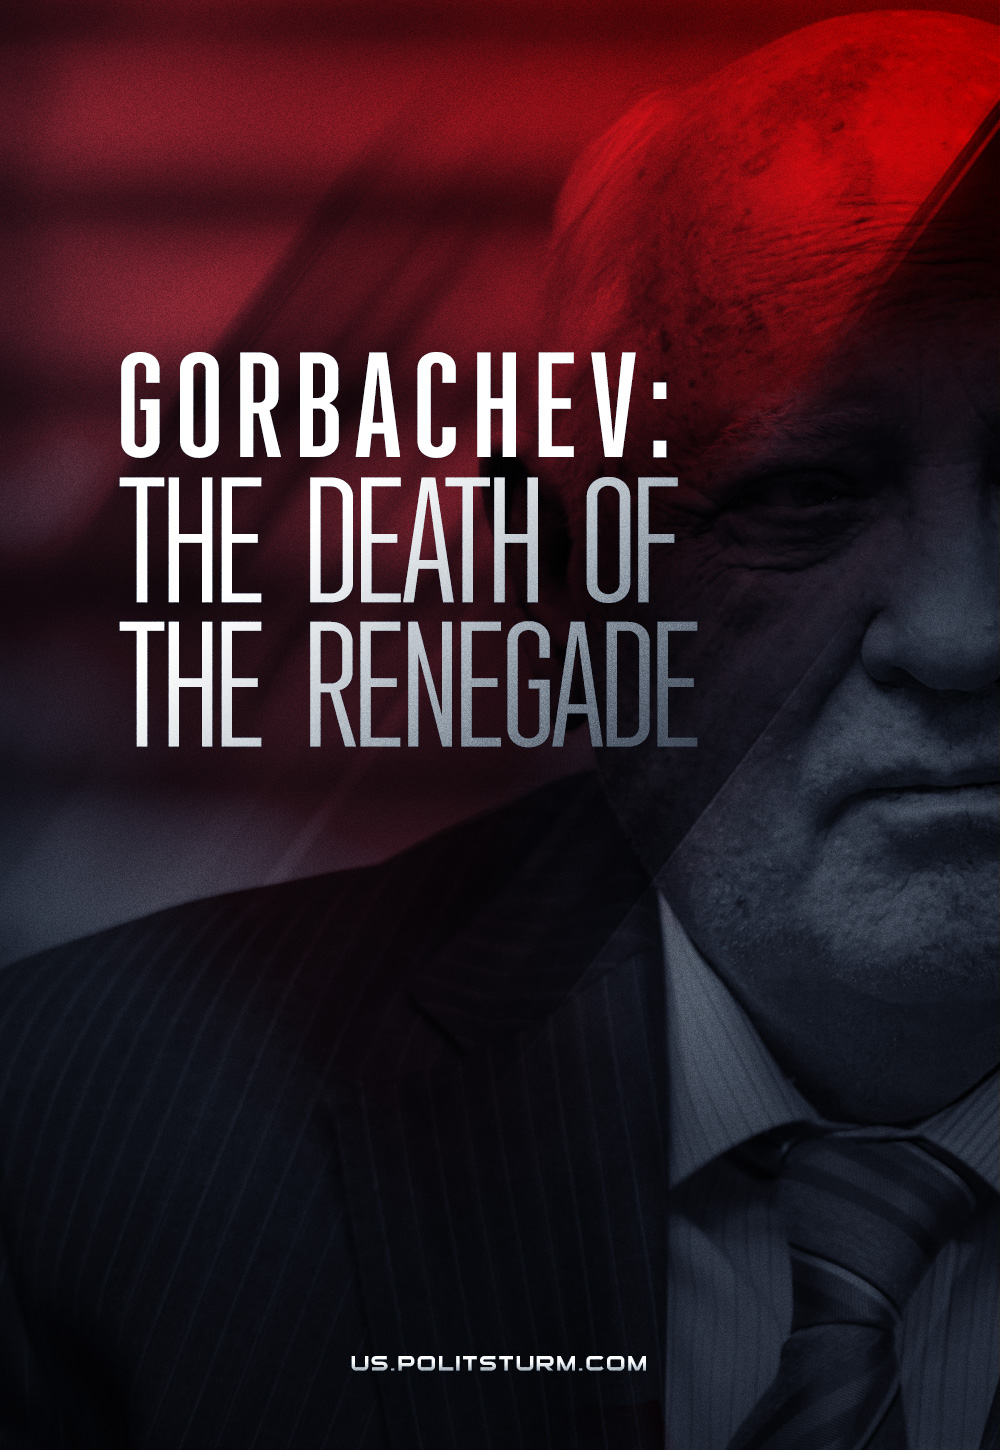 GORBACHEV:
THE DEATH OF
THE RENEGADE
US.POLITSTURM.COM